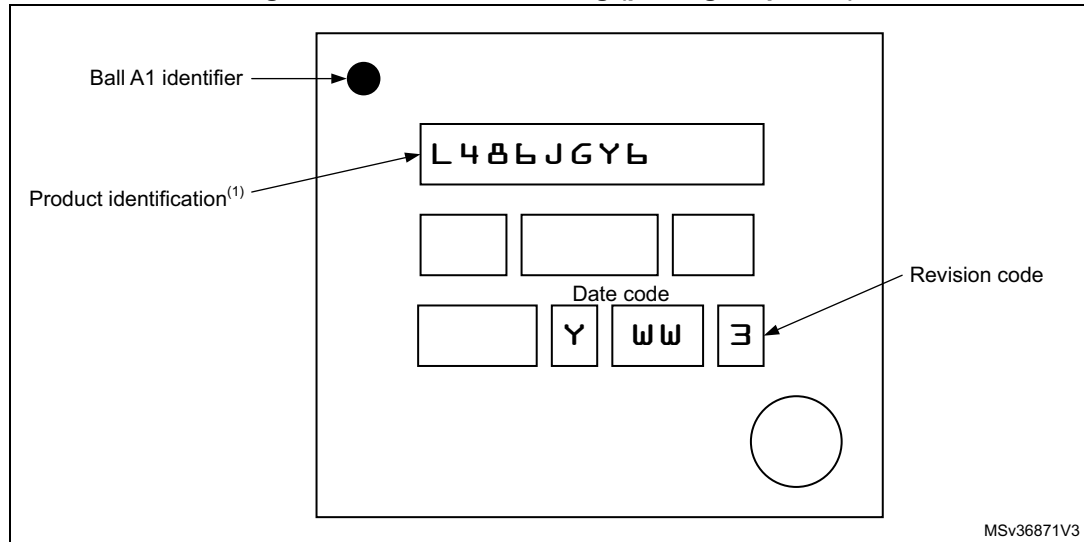 Ball A1 identifier
L486JGY6
Product identification(1)
Revision code
Date code
Y WW 3
MSv36871V3